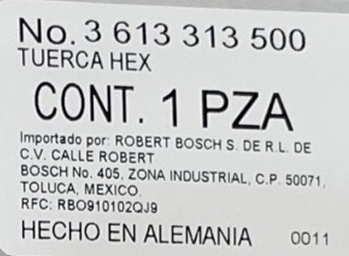 No. 3 613 313 500
TUERCA HEX
CONT. 1 PZA
Importado por: ROBERT BOSCH S. DE R.L. DE
C.V. CALLE ROBERT
BOSCH No. 405, ZONA INDUSTRIAL, C.P. 50071,
TOLUCA, MEXICO.
RFC: RBO910102QJ9
HECHO EN ALEMANIA 0011